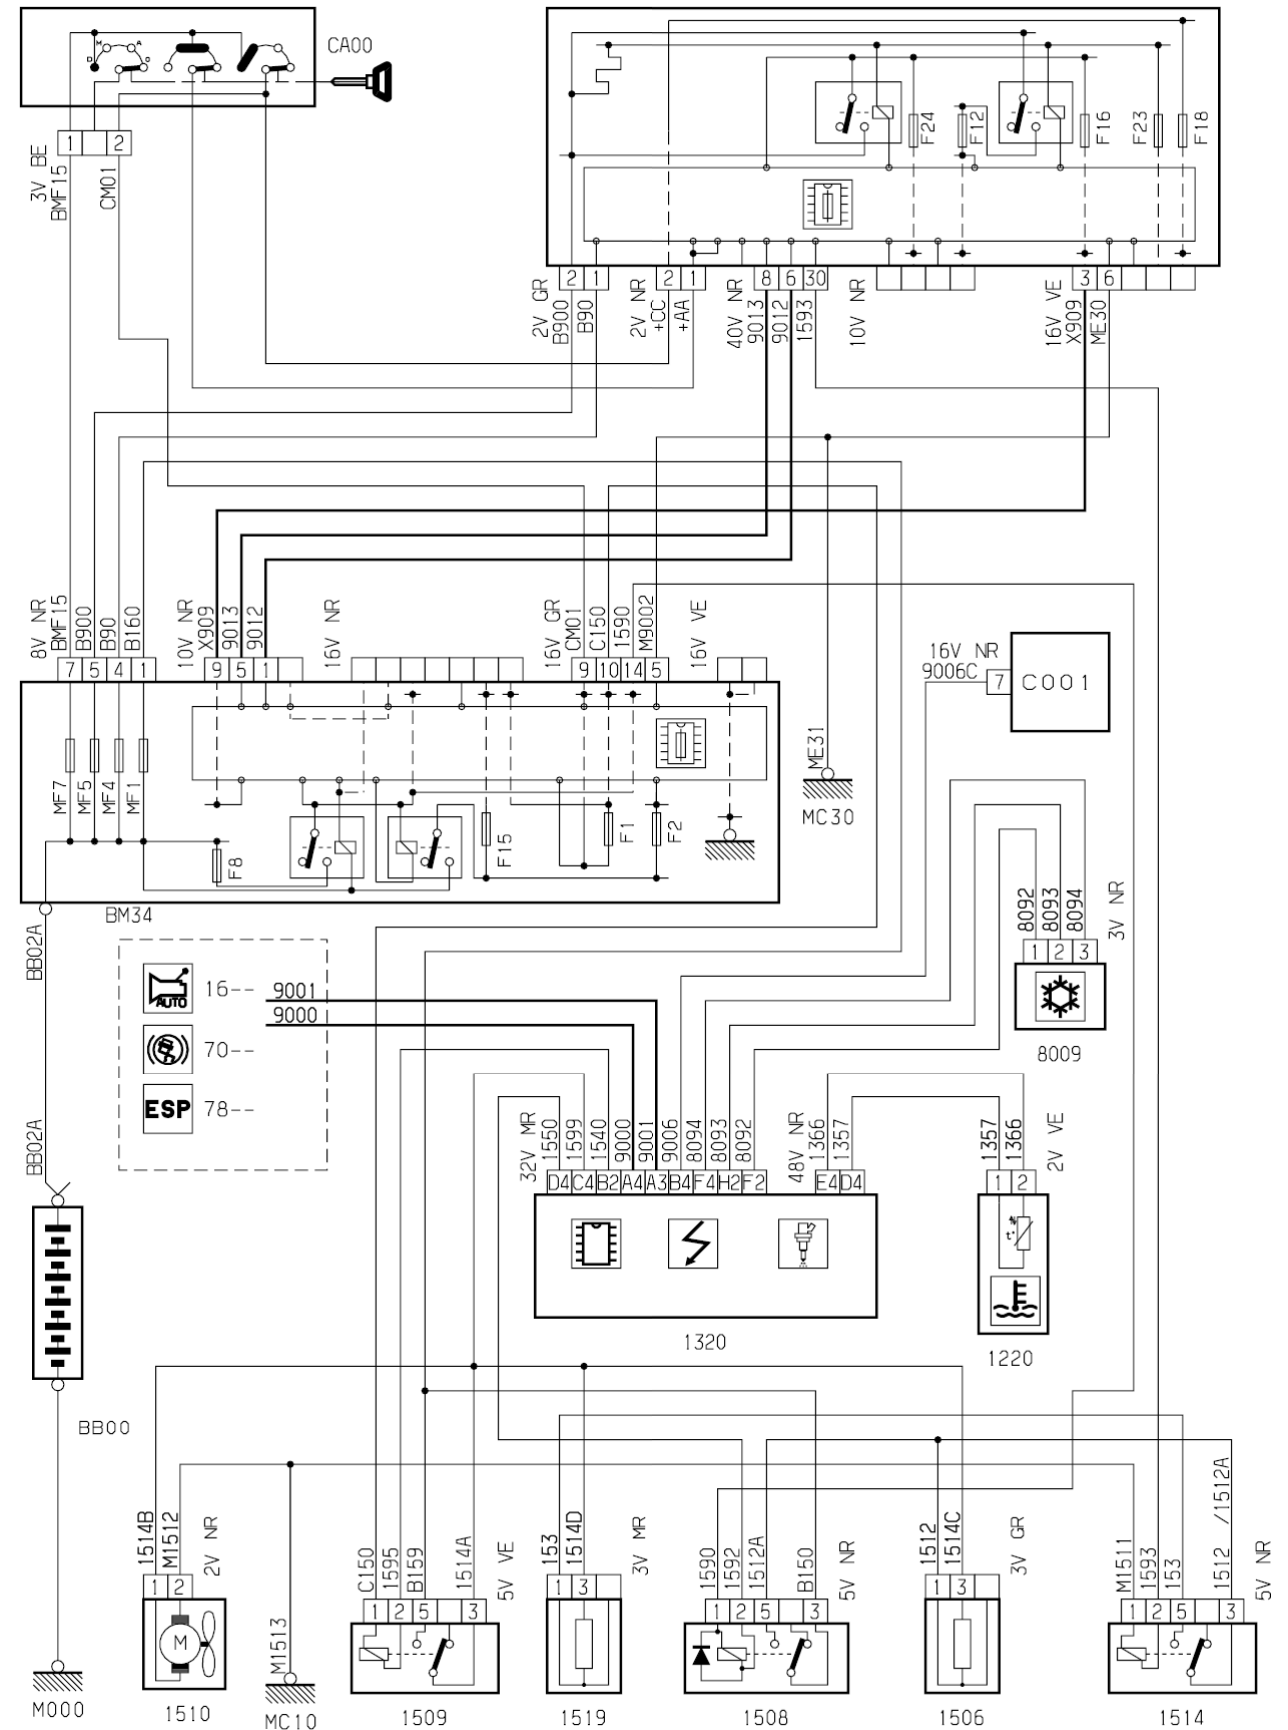 CA00
M A
D C
1 2
3V BE
BMF15
CM01
F24
F12
F16
F23
F18
2 1 2 1 8 6 30 3 6
2V GR
B900
B90
2V NR
+CC
+AA
40V NR
9013
9012
1593
10V NR
16V VE
X909
ME30
8V NR
BMF15
B900
B90
B160
10V NR
X909
9013
9012
16V NR
16V GR
CM01
C150
1590
M9002
16V VE
7 5 4 1 9 5 1 9 10 14 5
16V NR
9006C
7 C001
MF7
MF5
MF4
MF1
F8
F15
F1
F2
ME31
MC30
BM34
BB02A
8092
8093
8094
3V NR
1 2 3
8009
AUTO
16--
9001
9000
70--
ESP
78--
BB02A
32V MR
1550
1599
1540
9000
9001
9006
8094
8093
8092
48V NR
1366
1357
D4 C4 B2 A4 A3 B4 F4 H2 F2 E4 D4
1357
1366
2V VE
1 2
t°
1320
1220
BB00
1514B
M1512
2V NR
1 2
M
1510
M1513
MC10
M000
C150
1595
B159
1514A
5V VE
1 2 5 3
1509
153
1514D
3V MR
1 3
1519
1590
1592
1512A
B150
5V NR
1 2 5 3
1508
1512
1514C
3V GR
1 3
1506
M1511
1593
153
1512 /1512A
5V NR
1 2 5 3
1514